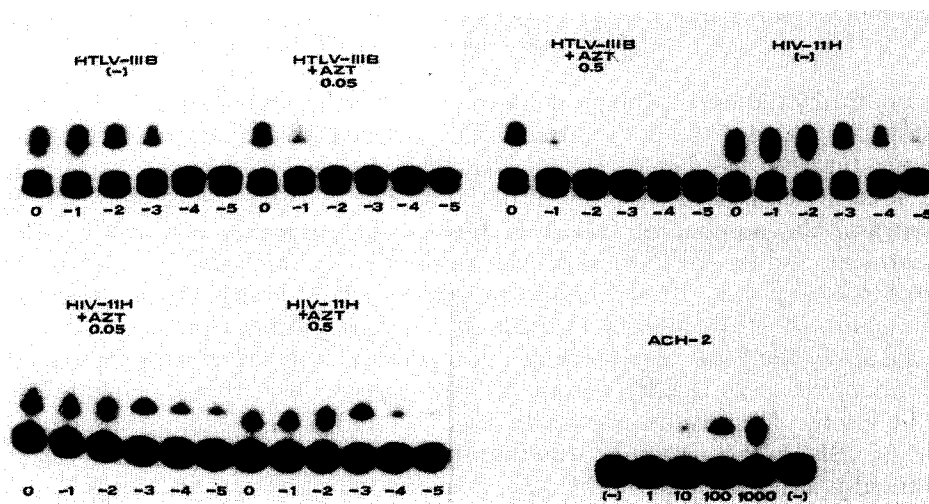 HTLV-IIIB
(-)
HTLV-IIIB
+AZT
0.05
HTLV-IIIB
+AZT
0.5
HIV-11H
(-)
0 -1 -2 -3 -4 -5 0 -1 -2 -3 -4 -5
0 -1 -2 -3 -4 -5 0 -1 -2 -3 -4 -5
HIV-11H
+AZT
0.05
HIV-11H
+AZT
0.5
ACH-2
0 -1 -2 -3 -4 -5 0 -1 -2 -3 -4 -5
(-) 1 10 100 1000 (-)